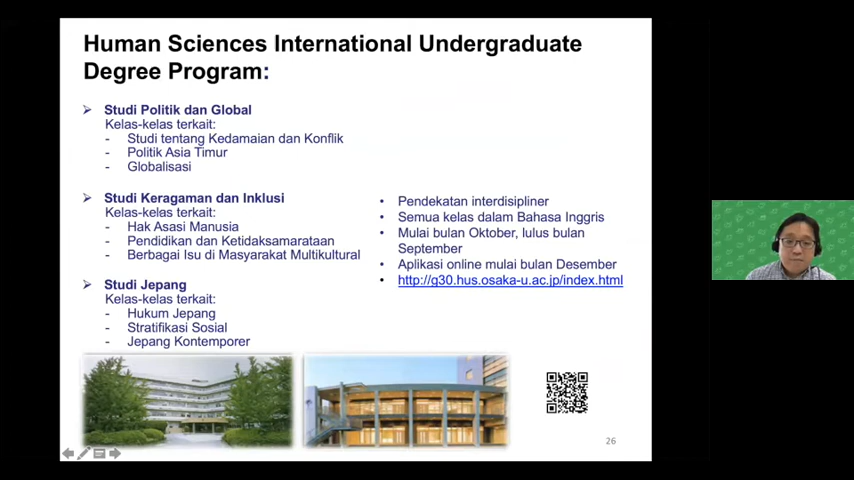 Human Sciences International Undergraduate
Degree Program:
Studi Politik dan Global
Kelas-kelas terkait:
- Studi tentang Kedamaian dan Konflik
- Politik Asia Timur
- Globalisasi
Studi Keragaman dan Inklusi
Kelas-kelas terkait:
- Hak Asasi Manusia
- Pendidikan dan Ketidaksamarataan
- Berbagai Isu di Masyarakat Multikultural
Studi Jepang
Kelas-kelas terkait:
- Hukum Jepang
- Stratifikasi Sosial
- Jepang Kontemporer
• Pendekatan interdisipliner
• Semua kelas dalam Bahasa Inggris
• Mulai bulan Oktober, lulus bulan
September
• Aplikasi online mulai bulan Desember
• http://g30.hus.osaka-u.ac.jp/index.html
26